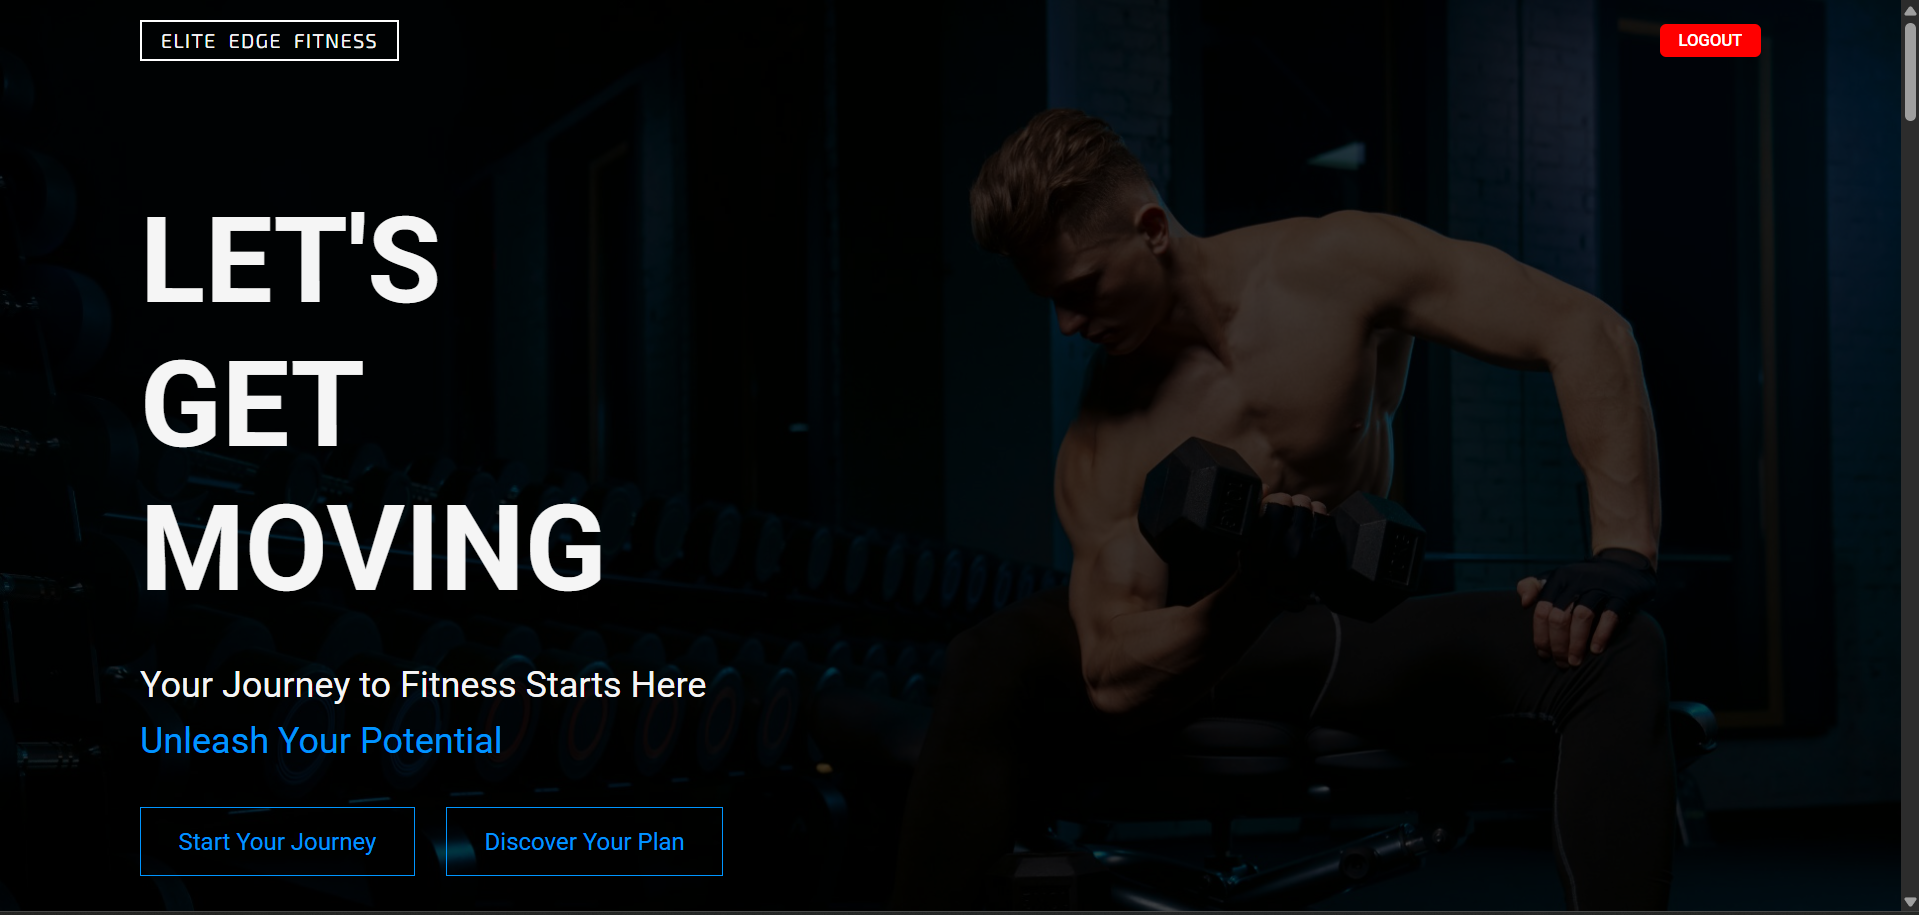 ELITE EDGE FITNESS
LOGOUT
LET'S
GET
MOVING
Your Journey to Fitness Starts Here
Unleash Your Potential
Start Your Journey
Discover Your Plan